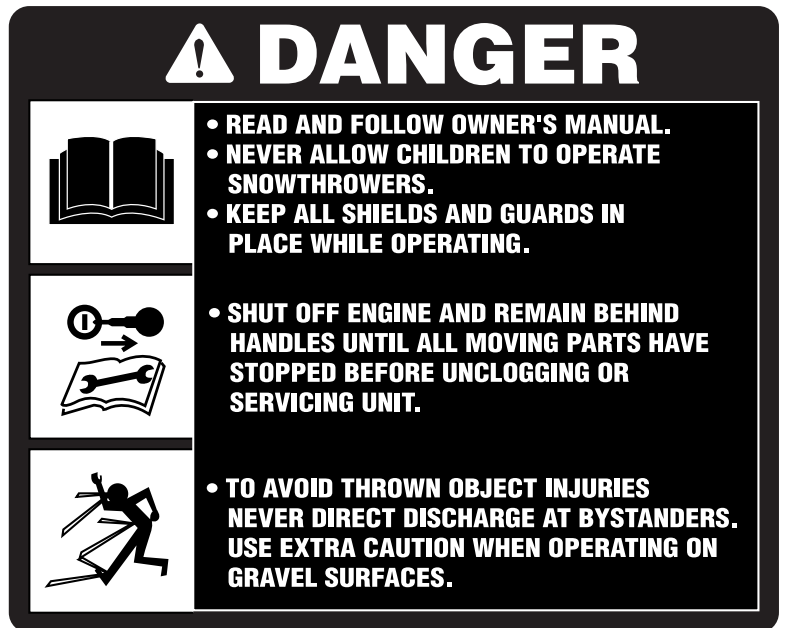 DANGER
• READ AND FOLLOW OWNER'S MANUAL.
• NEVER ALLOW CHILDREN TO OPERATE
SNOWTHROWERS.
• KEEP ALL SHIELDS AND GUARDS IN
PLACE WHILE OPERATING.
• SHUT OFF ENGINE AND REMAIN BEHIND
HANDLES UNTIL ALL MOVING PARTS HAVE
STOPPED BEFORE UNCLOGGING OR
SERVICING UNIT.
• TO AVOID THROWN OBJECT INJURIES
NEVER DIRECT DISCHARGE AT BYSTANDERS.
USE EXTRA CAUTION WHEN OPERATING ON
GRAVEL SURFACES.